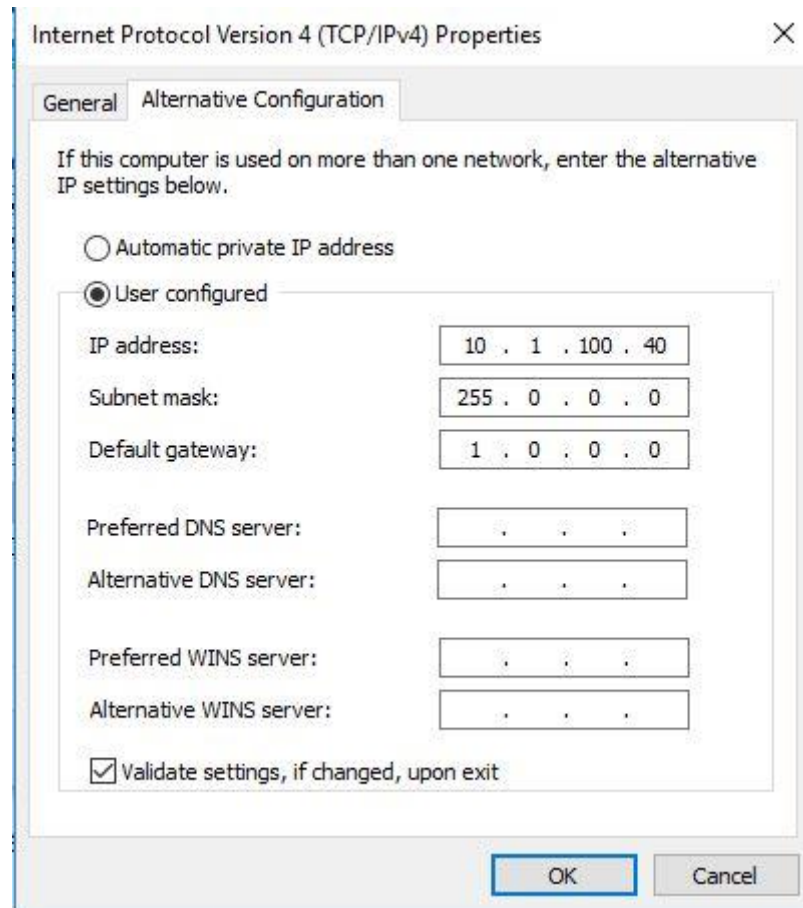 Internet Protocol Version 4 (TCP/IPv4) Properties
General
Alternative Configuration
If this computer is used on more than one network, enter the alternative
IP settings below.
Automatic private IP address
User configured
IP address: 10 . 1 . 100 . 40
Subnet mask: 255 . 0 . 0 . 0
Default gateway: 1 . 0 . 0 . 0
Preferred DNS server: . . .
Alternative DNS server: . . .
Preferred WINS server: . . .
Alternative WINS server: . . .
Validate settings, if changed, upon exit
OK Cancel